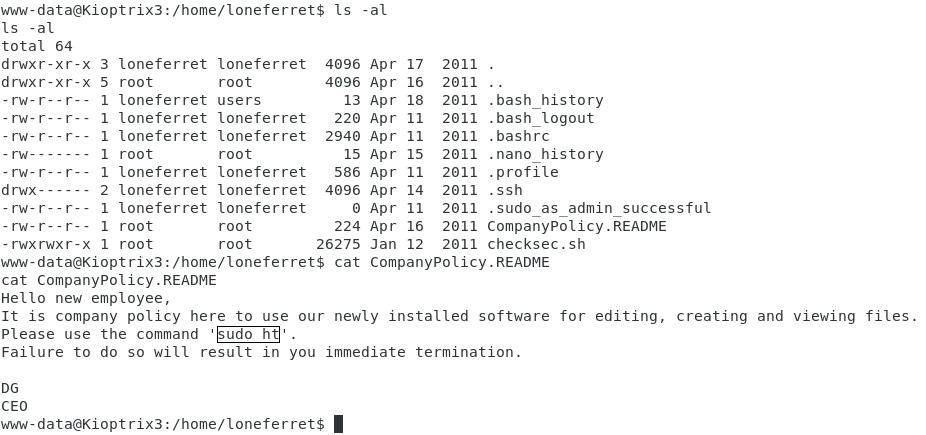 www-data@Kioptrix3:/home/loneferret$ ls -al
ls -al
total 64
drwxr-xr-x 3 loneferret loneferret  4096 Apr 17  2011 .
drwxr-xr-x 5 root       root        4096 Apr 16  2011 ..
-rw-r--r-- 1 loneferret users         13 Apr 18  2011 .bash_history
-rw-r--r-- 1 loneferret loneferret   220 Apr 11  2011 .bash_logout
-rw-r--r-- 1 loneferret loneferret  2940 Apr 11  2011 .bashrc
-rw------- 1 root       root          15 Apr 15  2011 .nano_history
-rw-r--r-- 1 loneferret loneferret   586 Apr 11  2011 .profile
drwx------ 2 loneferret loneferret  4096 Apr 14  2011 .ssh
-rw-r--r-- 1 loneferret loneferret     0 Apr 11  2011 .sudo_as_admin_successful
-rw-r--r-- 1 root       root         224 Apr 16  2011 CompanyPolicy.README
-rwxrwxr-x 1 root       root       26275 Jan 12  2011 checksec.sh
www-data@Kioptrix3:/home/loneferret$ cat CompanyPolicy.README
cat CompanyPolicy.README
Hello new employee,
It is company policy here to use our newly installed software for editing, creating and viewing files.
Please use the command 'sudo ht'.
Failure to do so will result in you immediate termination.

DG
CEO
www-data@Kioptrix3:/home/loneferret$